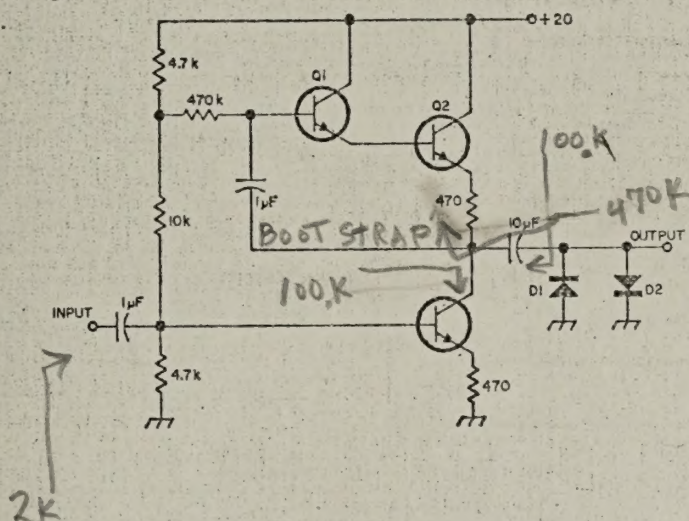 +20
4.7k
Q1
470k
Q2
100.K
1µF
470
470K
10k
BOOT STRAP
10µF
OUTPUT
100.K
D1
D2
INPUT
1µF
4.7k
470
2K